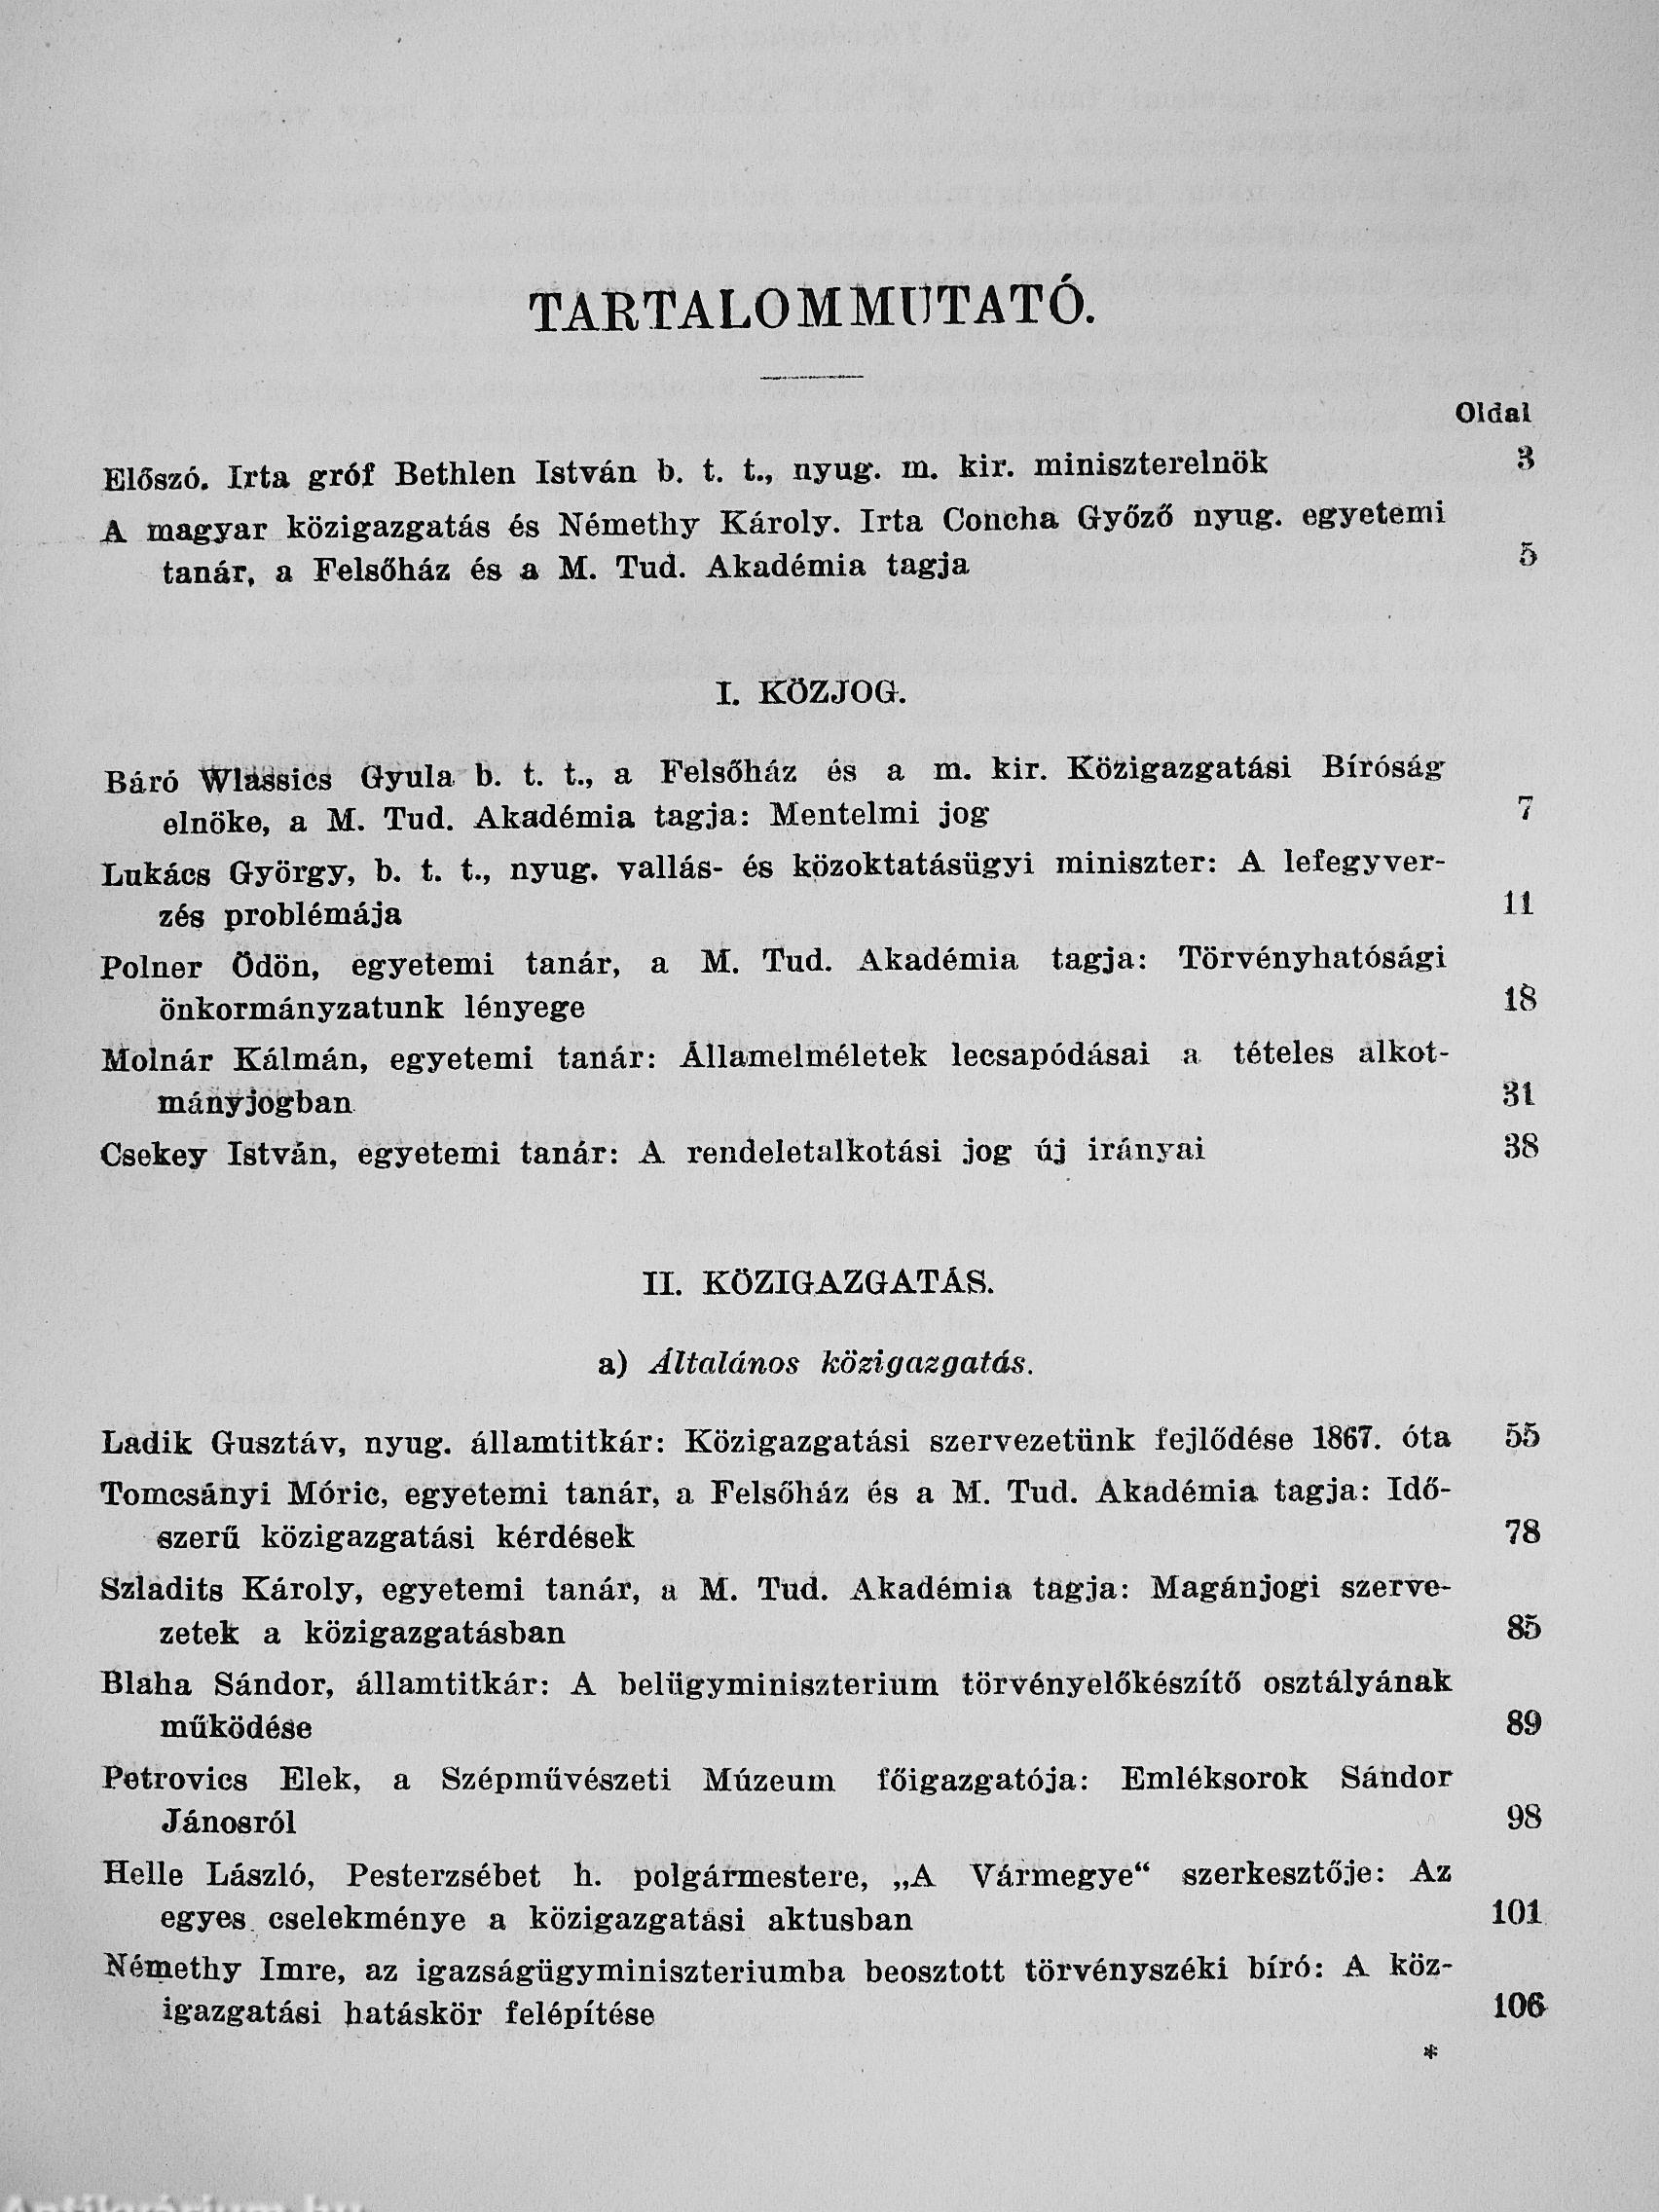 TARTALOMMUTATÓ.
Oldal
Előszó. Irta gróf Bethlen István b. t. t., nyug. m. kir. miniszterelnök 3
A magyar közigazgatás és Némethy Károly. Irta Concha Győző nyug. egyetemi
tanár, a Felsőház és a M. Tud. Akadémia tagja 5
I. KÖZJOG.
Báró Wlassics Gyula b. t. t., a Felsőház és a m. kir. Közigazgatási Bíróság
elnöke, a M. Tud. Akadémia tagja: Mentelmi jog 7
Lukács György, b. t. t., nyug. vallás- és közoktatásügyi miniszter: A lefegyver-
zés problémája 11
Polner Ödön, egyetemi tanár, a M. Tud. Akadémia tagja: Törvényhatósági
önkormányzatunk lényege 18
Molnár Kálmán, egyetemi tanár: Államelméletek lecsapódásai a tételes alkot-
mányjogban 31
Csekey István, egyetemi tanár: A rendeletalkotási jog új irányai 38
II. KÖZIGAZGATÁS.
a) Általános közigazgatás.
Ladik Gusztáv, nyug. államtitkár: Közigazgatási szervezetünk fejlődése 1867. óta 55
Tomcsányi Móric, egyetemi tanár, a Felsőház és a M. Tud. Akadémia tagja: Idő-
szerű közigazgatási kérdések 78
Szladits Károly, egyetemi tanár, a M. Tud. Akadémia tagja: Magánjogi szerve-
zetek a közigazgatásban 85
Blaha Sándor, államtitkár: A belügyminiszterium törvényelőkészítő osztályának
működése 89
Petrovics Elek, a Szépművészeti Múzeum főigazgatója: Emléksorok Sándor
Jánosról 98
Helle László, Pesterzsébet h. polgármestere, „A Vármegye“ szerkesztője: Az
egyes cselekménye a közigazgatási aktusban 101
Némethy Imre, az igazságügyminiszteriumba beosztott törvényszéki bíró: A köz-
igazgatási hatáskör felépítése 106
*